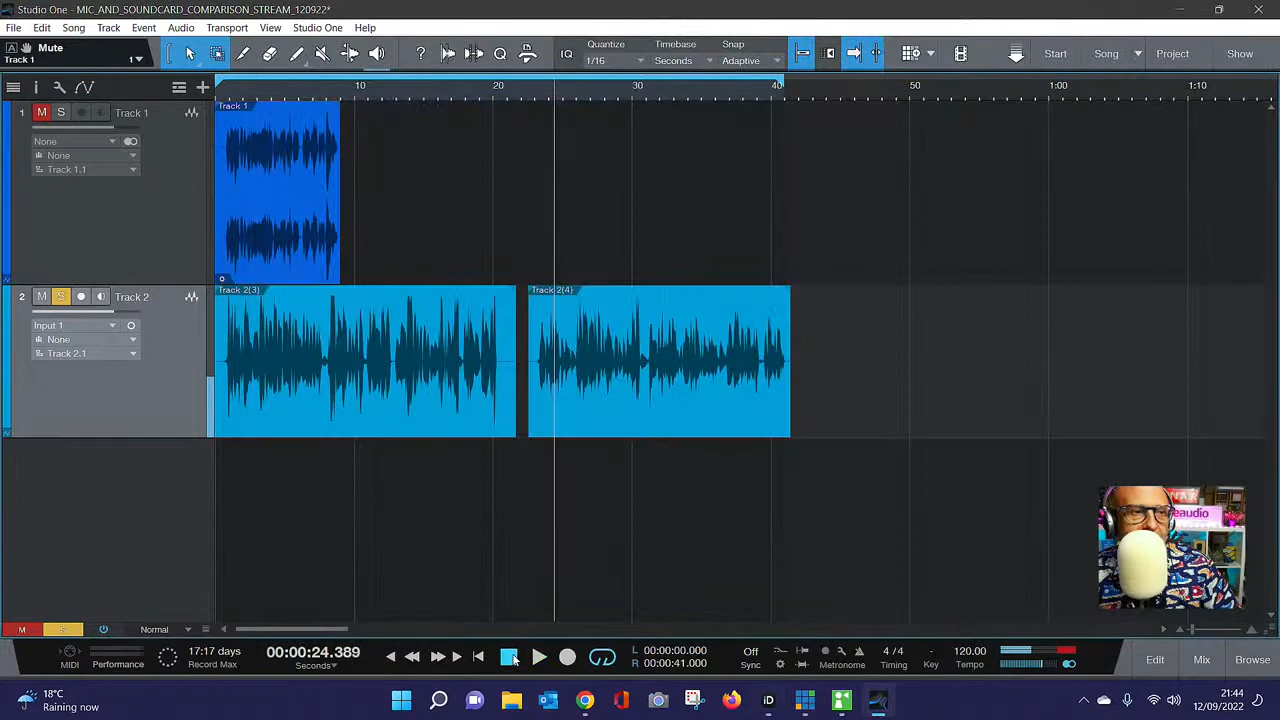 Studio One - MIC_AND_SOUNDCARD_COMPARISON_STREAM_120922*
File Edit Song Track Event Audio Transport View Studio One Help
A Mute
Track 1 1
? IQ Quantize Timebase Snap
1/16 Seconds Adaptive
Start Song Project Show
10 20 30 40 50 1:00 1:10
1 M S Track 1
None
None
Track 1.1
Track 1
2 M S Track 2
Input 1
None
Track 2.1
Track 2(3) Track 2(4)
eaudio
M S Normal
MIDI Performance
17:17 days
Record Max
00:00:24.389
Seconds
L 00:00:00.000
R 00:00:41.000
Off
Sync
Metronome
4 / 4
Timing
120.00
Tempo
Edit Mix Browse
18°C
Raining now
iD
21:44
12/09/2022